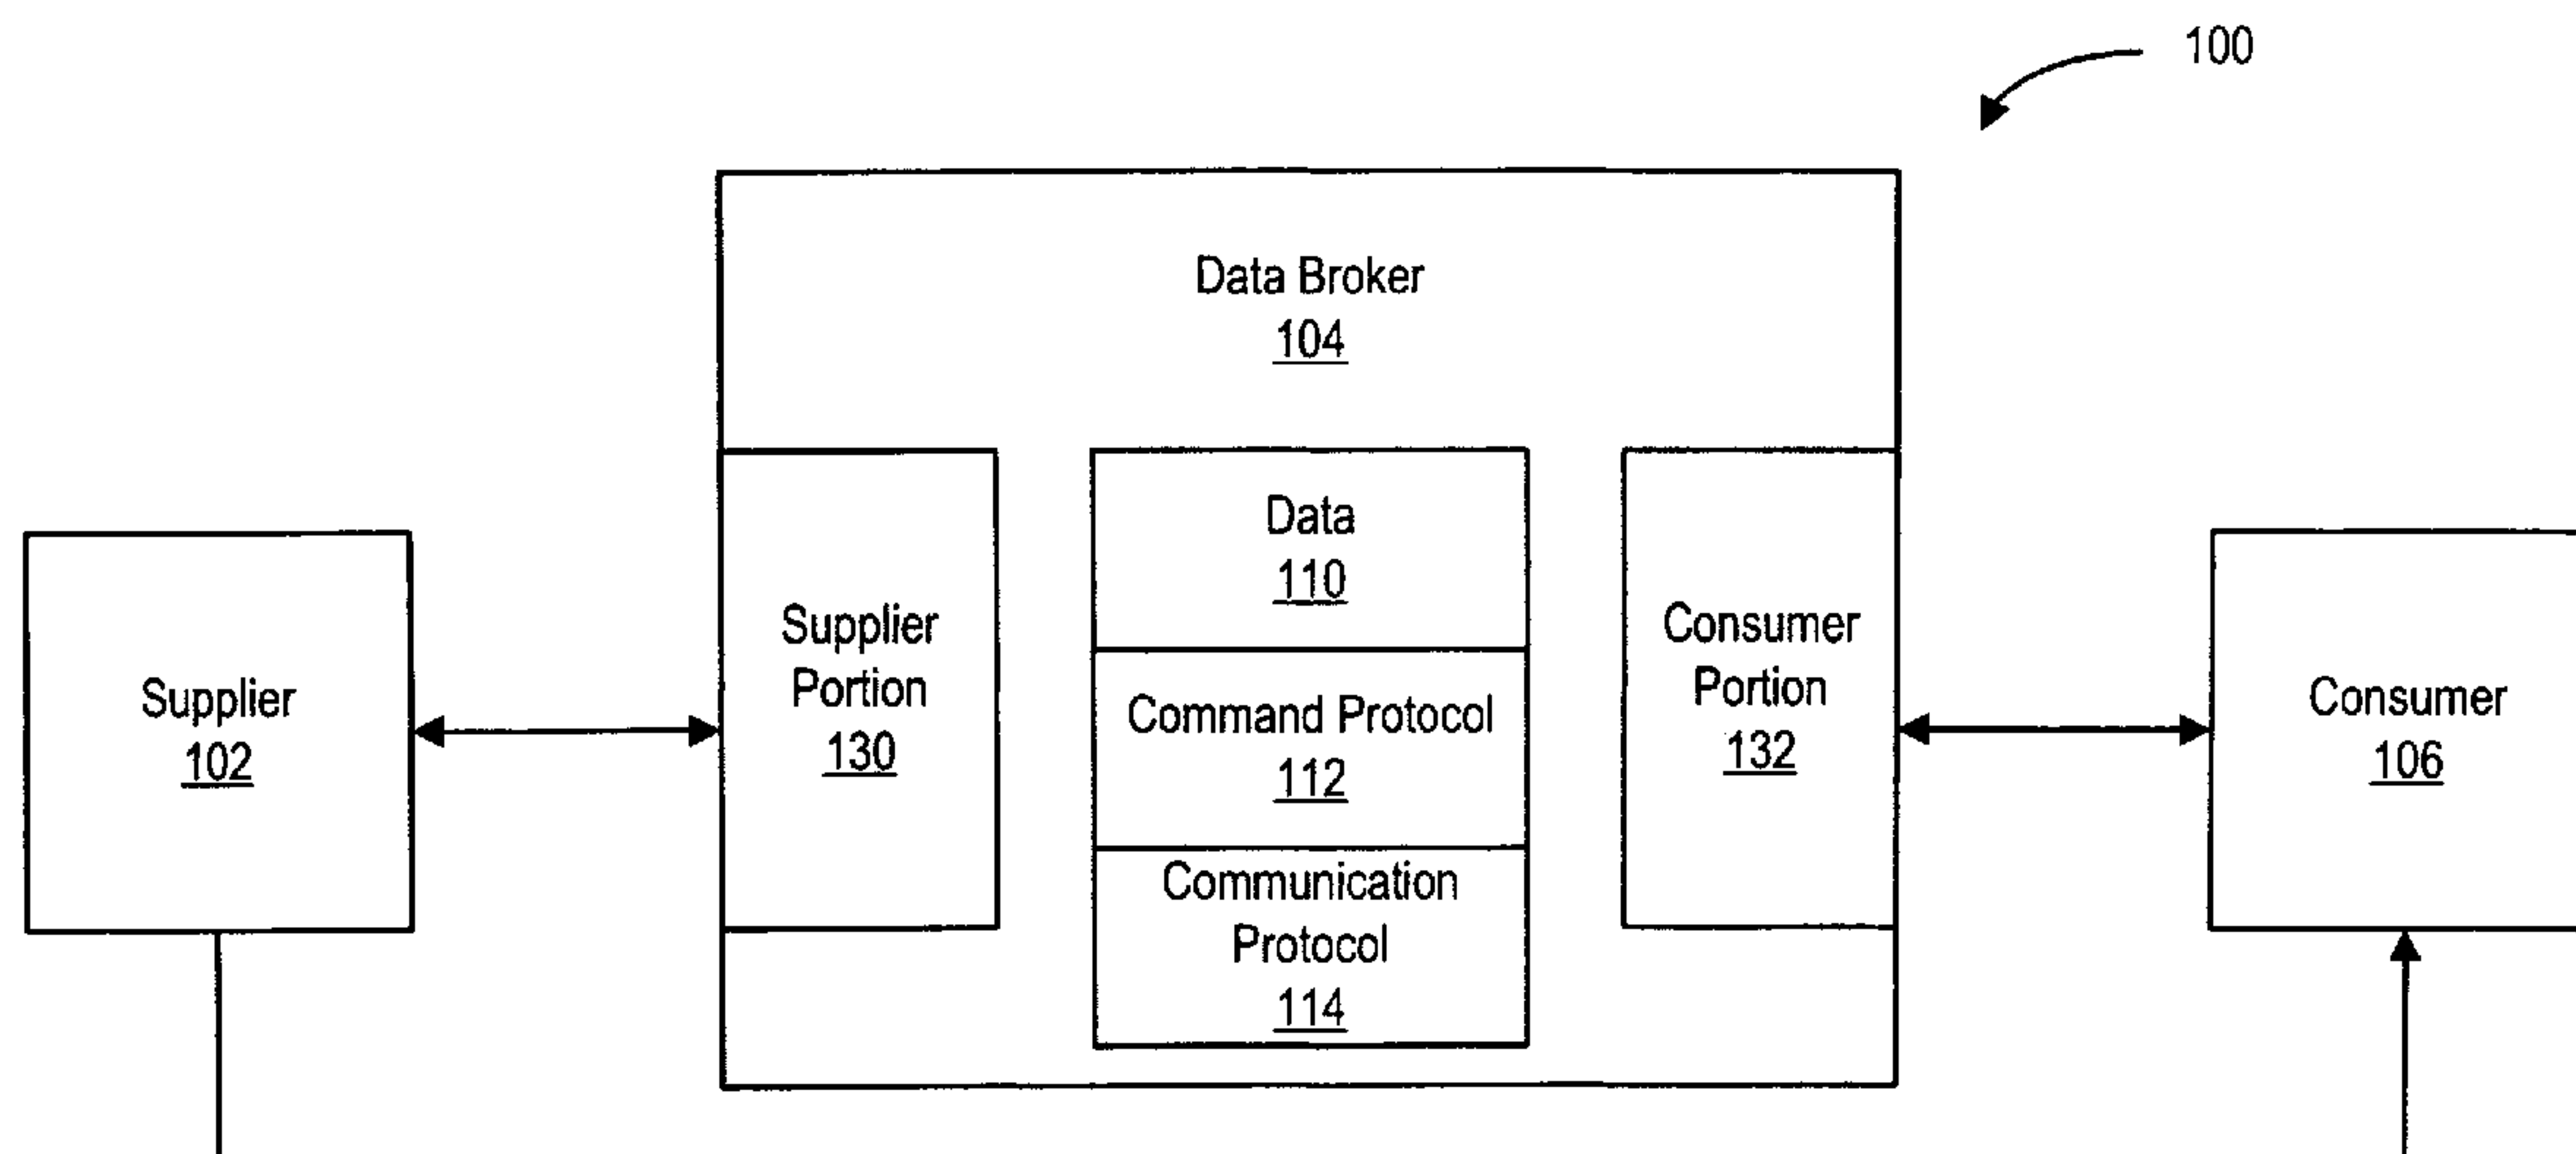 100
Data Broker
104
Supplier
102
Supplier
Portion
130
Data
110
Command Protocol
112
Communication
Protocol
114
Consumer
Portion
132
Consumer
106